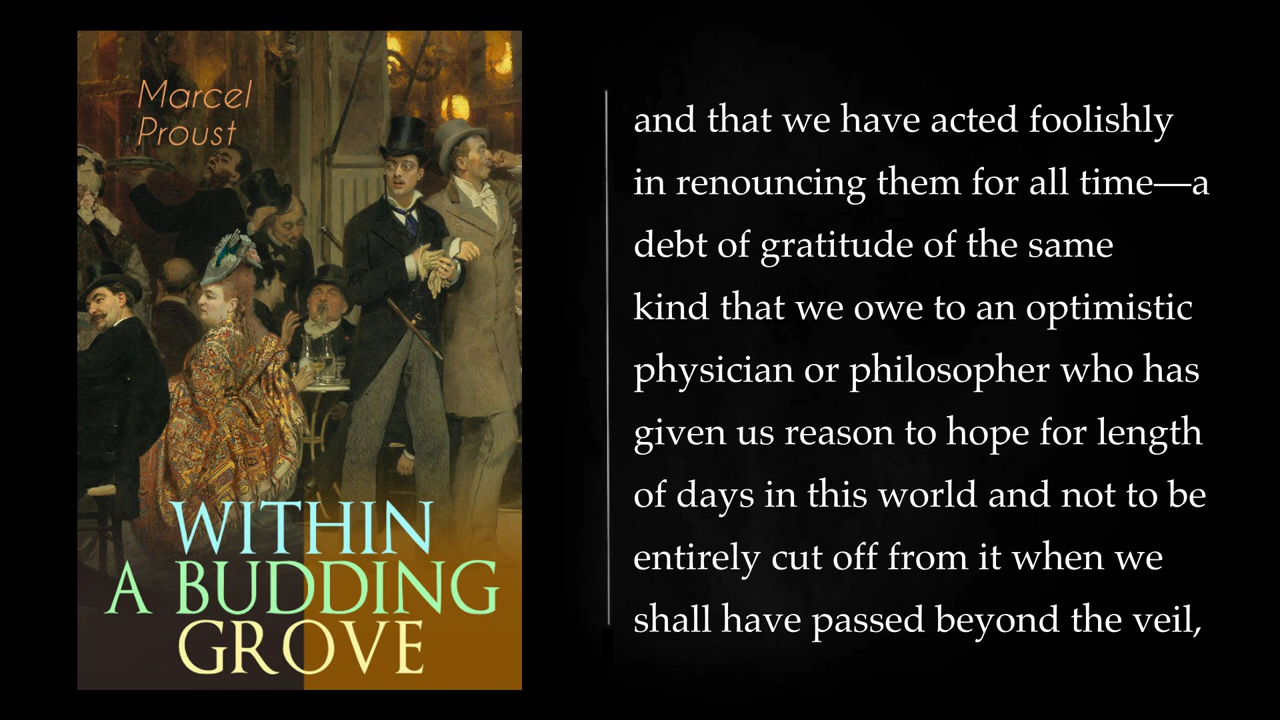 Marcel
Proust
WITHIN
A BUDDING
GROVE
and that we have acted foolishly
in renouncing them for all time—a
debt of gratitude of the same
kind that we owe to an optimistic
physician or philosopher who has
given us reason to hope for length
of days in this world and not to be
entirely cut off from it when we
shall have passed beyond the veil,